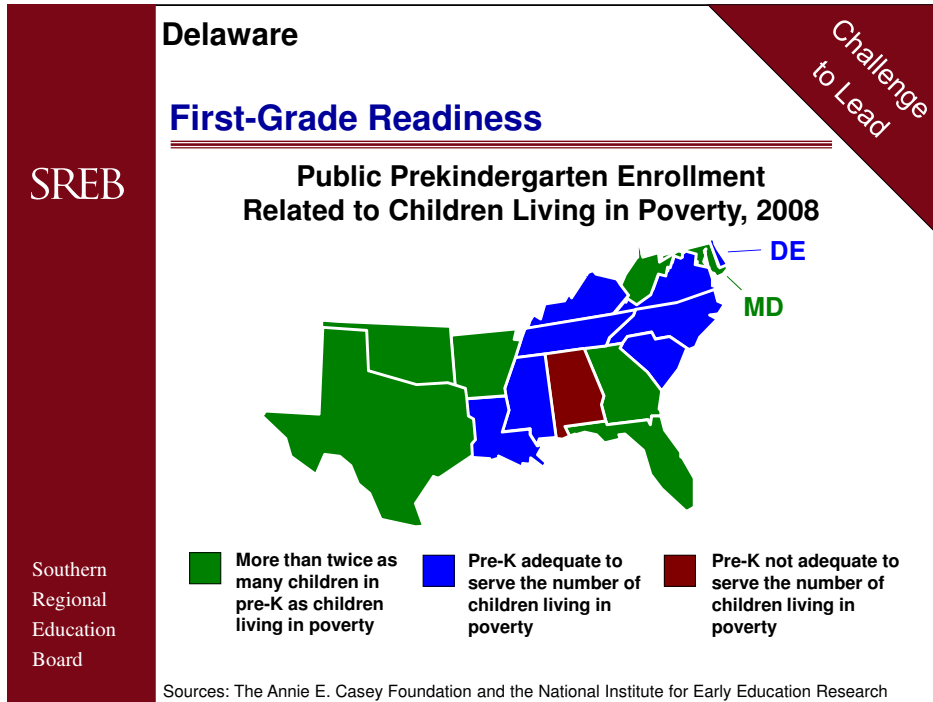 Delaware
Challenge
to Lead
First-Grade Readiness
SREB
Public Prekindergarten Enrollment
Related to Children Living in Poverty, 2008
DE
MD
More than twice as
many children in
pre-K as children
living in poverty
Pre-K adequate to
serve the number of
children living in
poverty
Pre-K not adequate to
serve the number of
children living in
poverty
Southern
Regional
Education
Board
Sources: The Annie E. Casey Foundation and the National Institute for Early Education Research